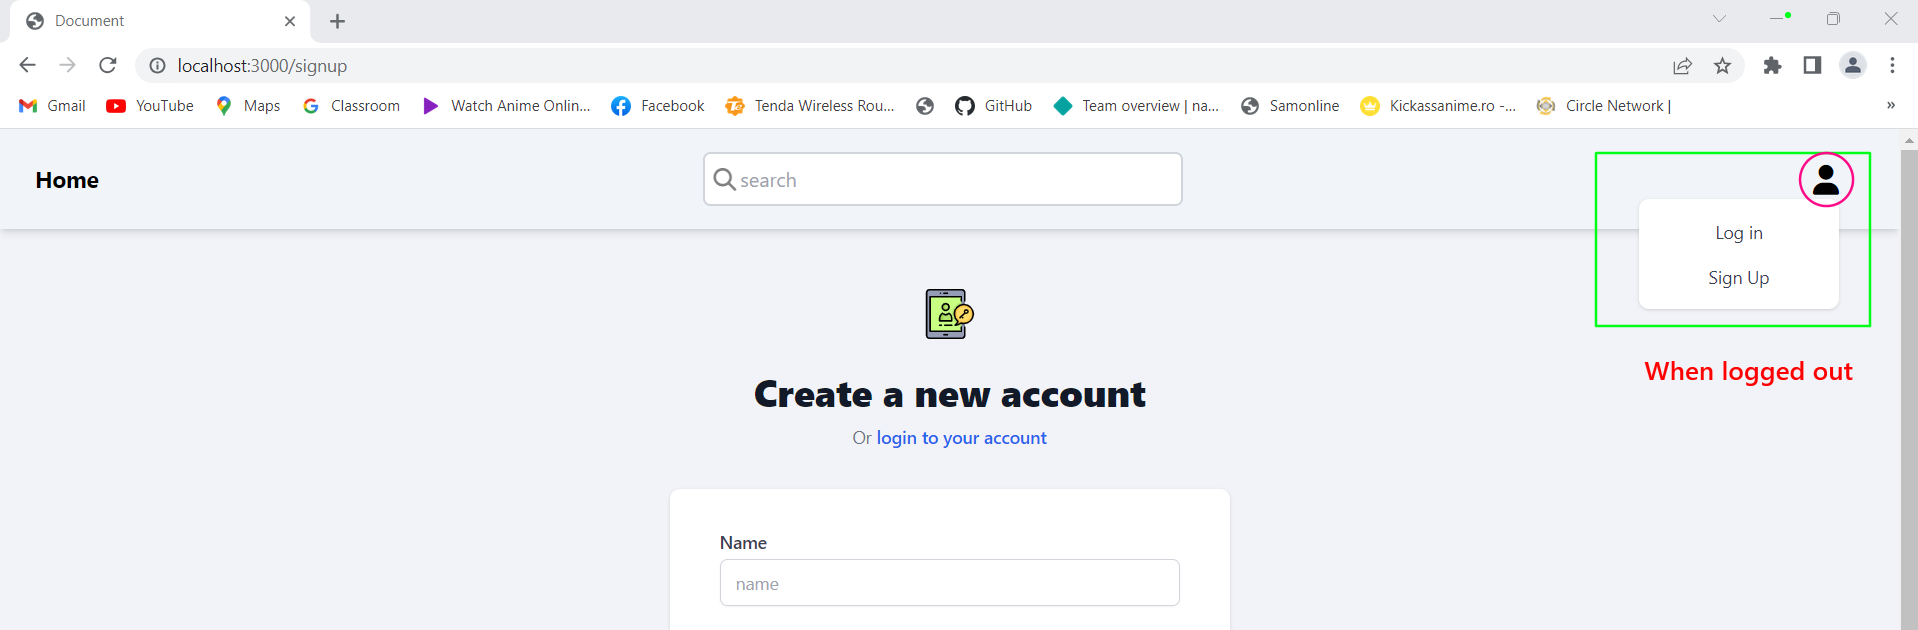 Document
localhost:3000/signup
Gmail YouTube Maps Classroom Watch Anime Onlin... Facebook Tenda Wireless Rou... GitHub Team overview | na... Samonline Kickassanime.ro -... Circle Network | »
Home
search
Log in
Sign Up
When logged out
Create a new account
Or login to your account
Name
name